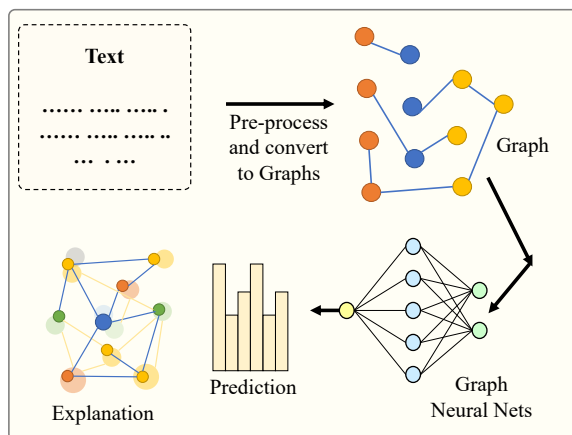 Text
Pre-process
and convert
to Graphs
Graph
Graph
Neural Nets
Prediction
Explanation